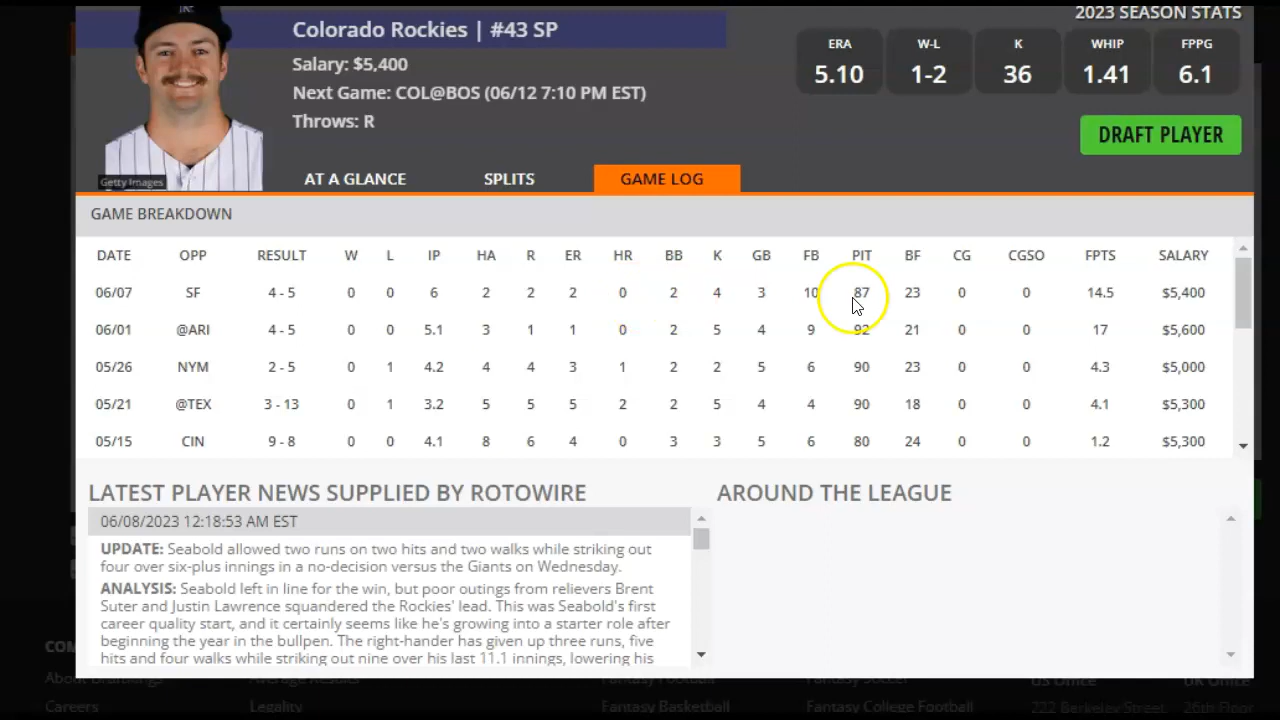 2023 SEASON STATS
Colorado Rockies | #43 SP
Salary: $5,400
Next Game: COL@BOS (06/12 7:10 PM EST)
Throws: R
ERA W-L K WHIP FPPG
5.10 1-2 36 1.41 6.1
DRAFT PLAYER
Getty Images
AT A GLANCE SPLITS GAME LOG
GAME BREAKDOWN
DATE OPP RESULT W L IP HA R ER HR BB K GB FB PIT BF CG CGSO FPTS SALARY
06/07 SF 4 - 5 0 0 6 2 2 2 0 2 4 3 10 87 23 0 0 14.5 $5,400
06/01 @ARI 4 - 5 0 0 5.1 3 1 1 0 2 5 4 9 92 21 0 0 17 $5,600
05/26 NYM 2 - 5 0 1 4.2 4 4 3 1 2 2 5 6 90 23 0 0 4.3 $5,000
05/21 @TEX 3 - 13 0 1 3.2 5 5 5 2 2 5 4 4 90 18 0 0 4.1 $5,300
05/15 CIN 9 - 8 0 0 4.1 8 6 4 0 3 3 5 6 80 24 0 0 1.2 $5,300
LATEST PLAYER NEWS SUPPLIED BY ROTOWIRE
06/08/2023 12:18:53 AM EST
UPDATE: Seabold allowed two runs on two hits and two walks while striking out
four over six-plus innings in a no-decision versus the Giants on Wednesday.
ANALYSIS: Seabold left in line for the win, but poor outings from relievers Brent
Suter and Justin Lawrence squandered the Rockies' lead. This was Seabold's first
career quality start, and it certainly seems like he's growing into a starter role after
beginning the year in the bullpen. The right-hander has given up three runs, five
hits and four walks while striking out nine over his last 11.1 innings, lowering his
AROUND THE LEAGUE
Careers Legality Fantasy Basketball Fantasy College Football 222 Berkeley Street, 26th Floor